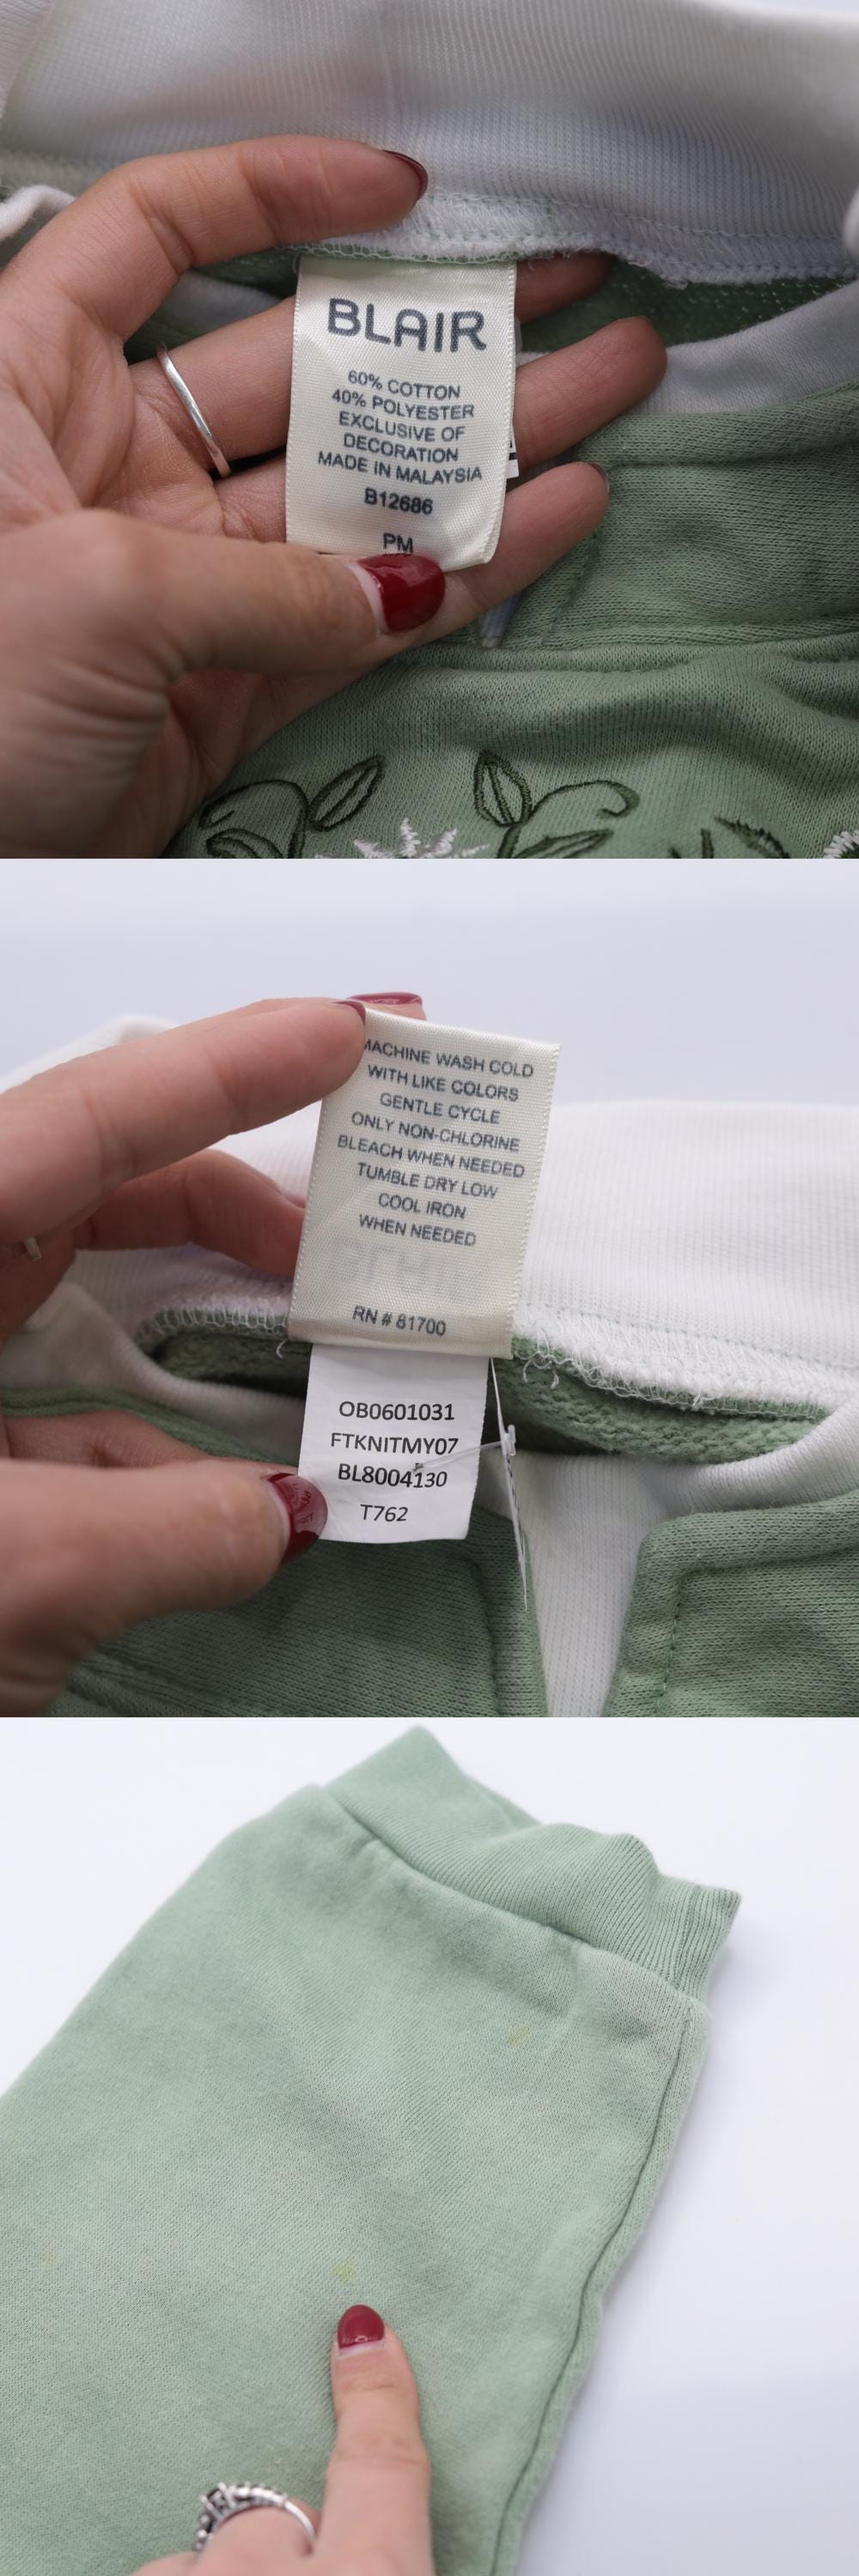 BLAIR
60% COTTON
40% POLYESTER
EXCLUSIVE OF
DECORATION
MADE IN MALAYSIA
B12686
PM
MACHINE WASH COLD
WITH LIKE COLORS
GENTLE CYCLE
ONLY NON-CHLORINE
BLEACH WHEN NEEDED
TUMBLE DRY LOW
COOL IRON
WHEN NEEDED
RN # 81700
OB0601031
FTKNITMY07
BL8004130
T762